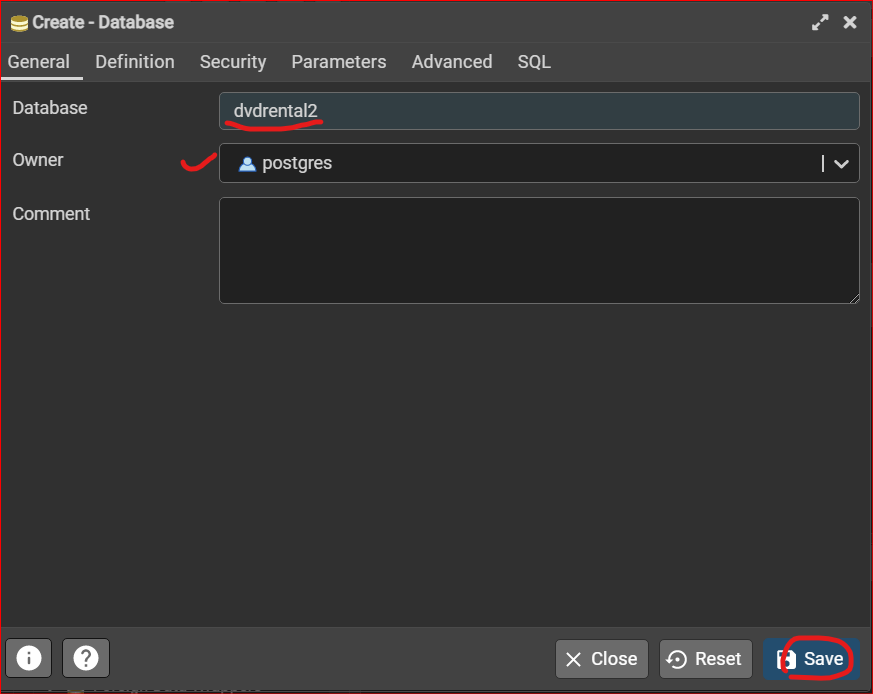 Create - Database
General Definition Security Parameters Advanced SQL
Database dvdrental2
Owner postgres
Comment
Close Reset Save